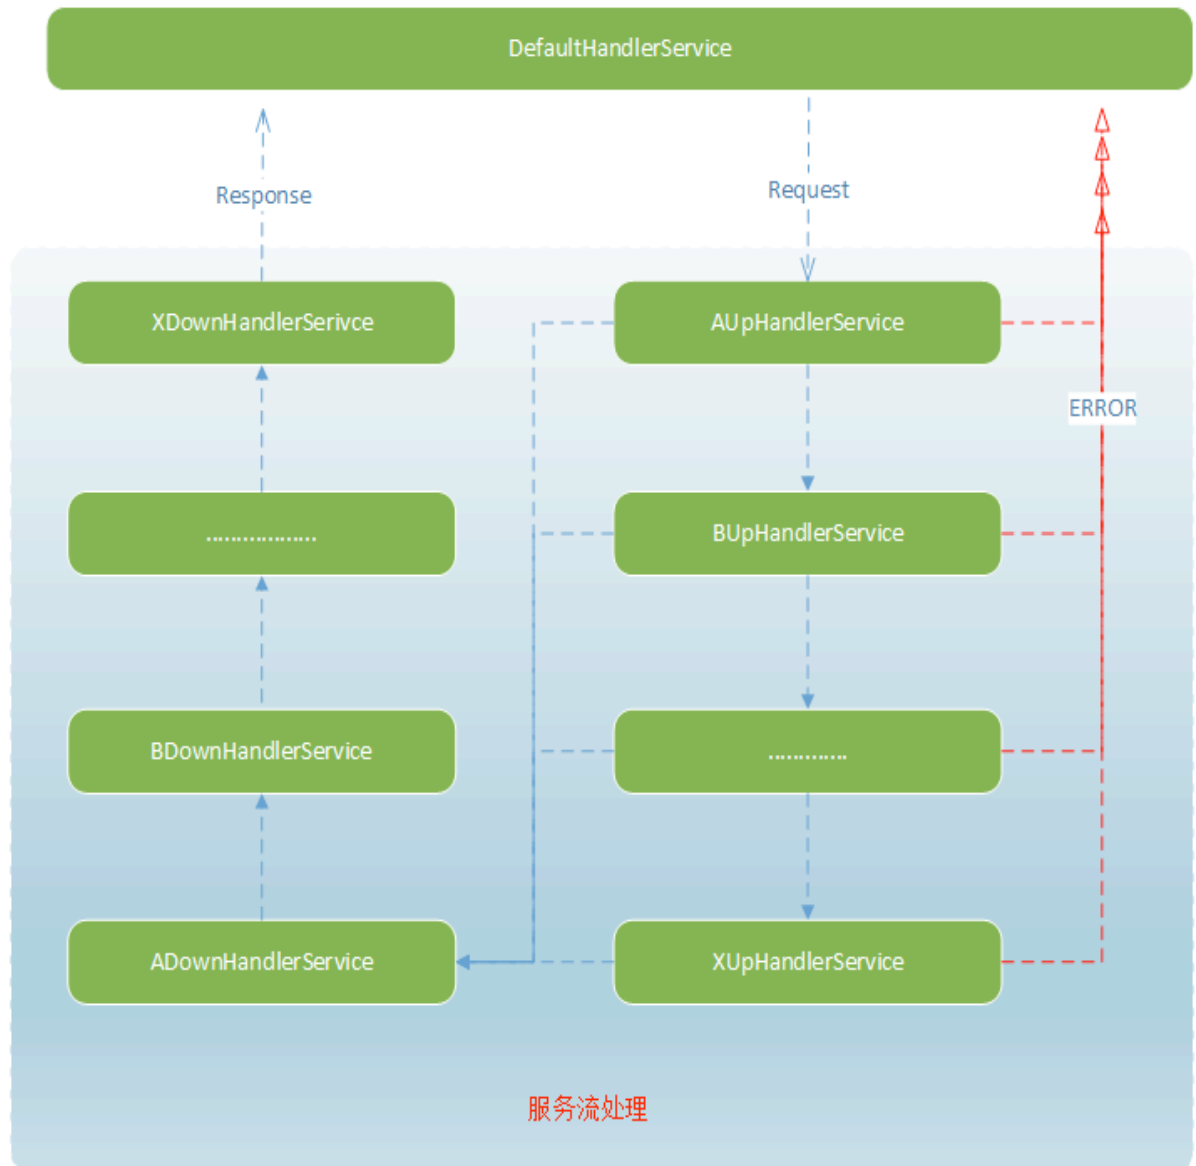 DefaultHandlerService
Response
Request
XDownHandlerSerivce
AUpHandlerService
ERROR
.................
BUpHandlerService
BDownHandlerService
.............
ADownHandlerService
XUpHandlerService
服务流处理